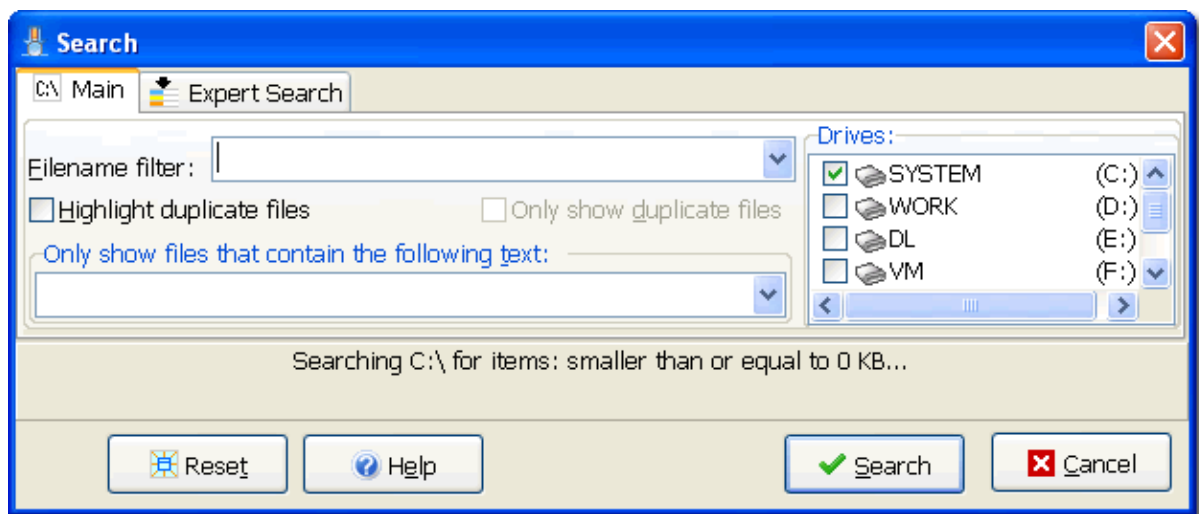 Search
C:\ Main Expert Search
Filename filter:
Highlight duplicate files Only show duplicate files
Only show files that contain the following text:
Drives:
SYSTEM (C:)
WORK (D:)
DL (E:)
VM (F:)
Searching C:\ for items: smaller than or equal to 0 KB...
Reset Help Search Cancel